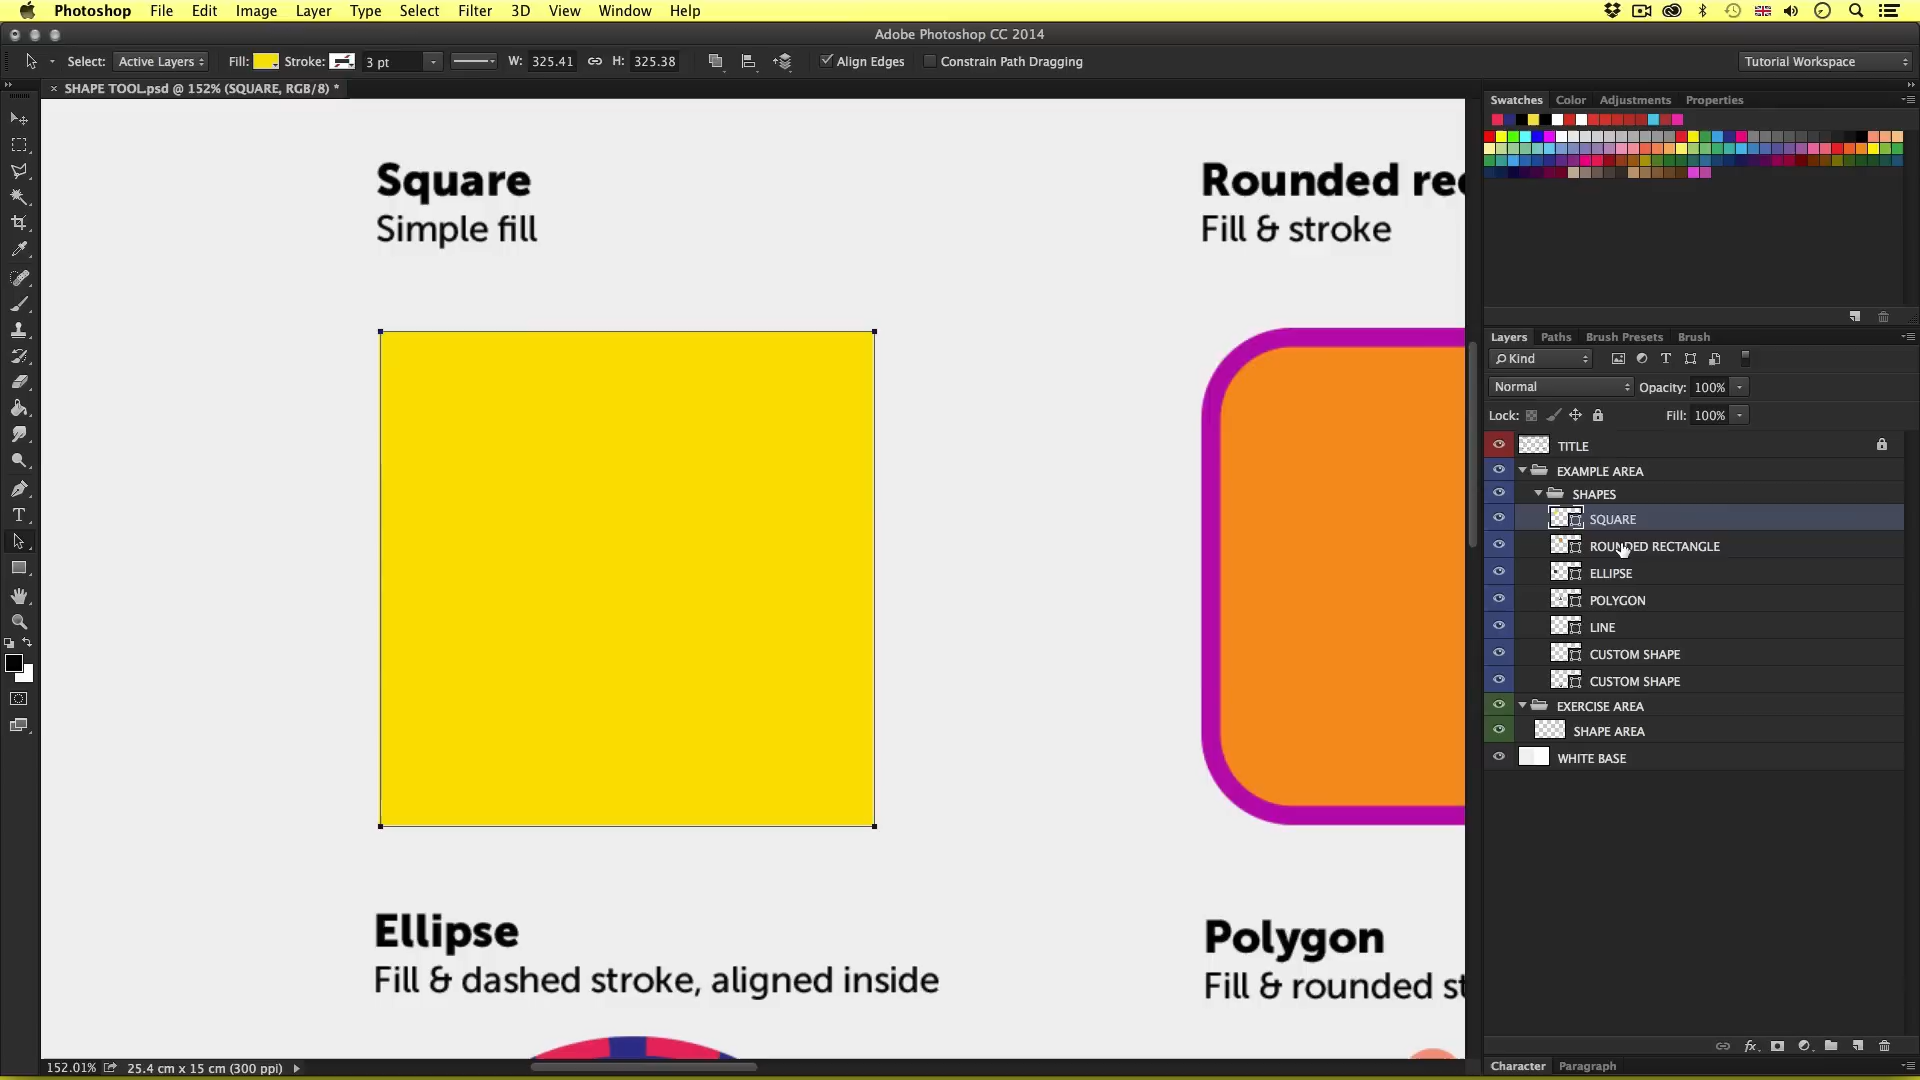 Photoshop File Edit Image Layer Type Select Filter 3D View Window Help
Adobe Photoshop CC 2014
Select: Active Layers Fill: Stroke: 3 pt W: 325.41 H: 325.38 Align Edges Constrain Path Dragging Tutorial Workspace
× SHAPE TOOL.psd @ 152% (SQUARE, RGB/8) *
Swatches Color Adjustments Properties
Square
Simple fill
Rounded rec
Fill & stroke
Layers Paths Brush Presets Brush
Kind
Normal Opacity: 100%
Lock: Fill: 100%
TITLE
EXAMPLE AREA
SHAPES
SQUARE
ROUNDED RECTANGLE
ELLIPSE
POLYGON
LINE
CUSTOM SHAPE
CUSTOM SHAPE
EXERCISE AREA
SHAPE AREA
WHITE BASE
Ellipse
Fill & dashed stroke, aligned inside
Polygon
Fill & rounded st
152.01% 25.4 cm x 15 cm (300 ppi)
Character Paragraph